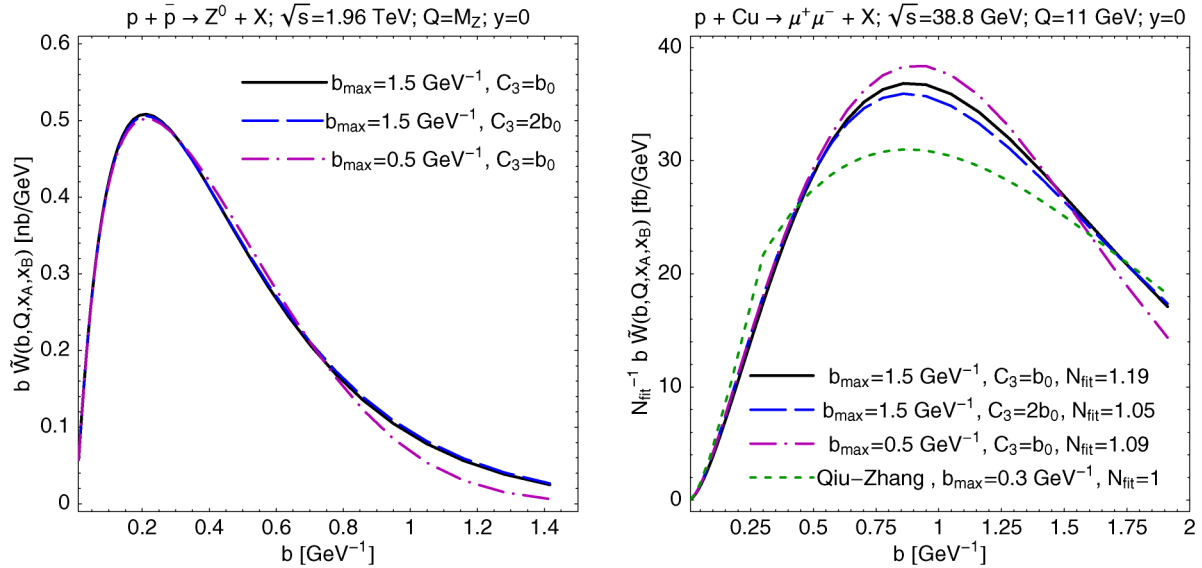 p + p̄ → Z⁰ + X; √s=1.96 TeV; Q=M_Z; y=0
b W̃(b,Q,x_A,x_B) [nb/GeV]
0.6
0.5
0.4
0.3
0.2
0.1
0
b_max=1.5 GeV⁻¹, C₃=b₀
b_max=1.5 GeV⁻¹, C₃=2b₀
b_max=0.5 GeV⁻¹, C₃=b₀
0.2 0.4 0.6 0.8 1 1.2 1.4
b [GeV⁻¹]
p + Cu → μ⁺μ⁻ + X; √s=38.8 GeV; Q=11 GeV; y=0
N_fit⁻¹ b W̃(b,Q,x_A,x_B) [fb/GeV]
40
30
20
10
0
b_max=1.5 GeV⁻¹, C₃=b₀, N_fit=1.19
b_max=1.5 GeV⁻¹, C₃=2b₀, N_fit=1.05
b_max=0.5 GeV⁻¹, C₃=b₀, N_fit=1.09
Qiu−Zhang , b_max=0.3 GeV⁻¹, N_fit=1
0.25 0.5 0.75 1 1.25 1.5 1.75 2
b [GeV⁻¹]